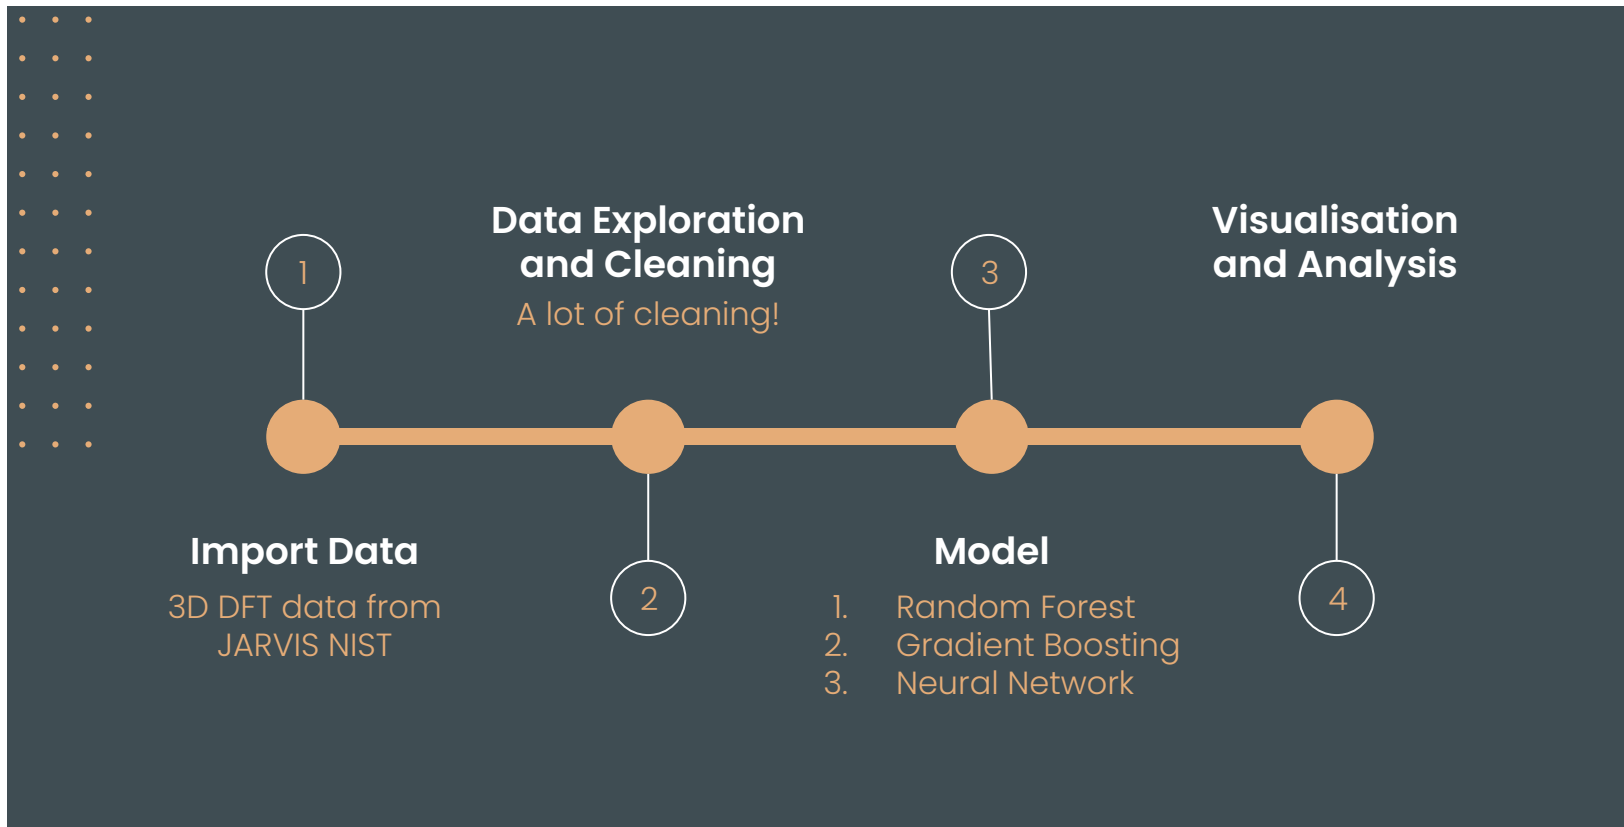 1
Import Data
3D DFT data from
JARVIS NIST
Data Exploration
and Cleaning
A lot of cleaning!
2
3
Model
1. Random Forest
2. Gradient Boosting
3. Neural Network
Visualisation
and Analysis
4